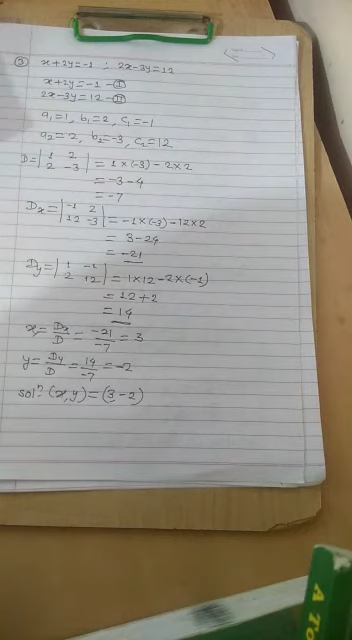 ③ x+2y=-1 ; 2x-3y=12
x+2y=-1 -Ⓘ
2x-3y=12 -Ⓘ Ⓘ
a₁=1, b₁=2, c₁=-1
a₂=2, b₂=-3, c₂=12
D=|1 2
2 -3|=1×(-3)-2×2
=-3-4
=-7
Dx=|-1 2
12 -3|=-1×(-3)-12×2
=3-24
=-21
Dy=|1 -1
2 12|=1×12-2×(-1)
=12+2
=14
x=Dx/D=-21/-7=3
y=Dy/D=14/-7=-2
solⁿ: (x,y)=(3-2)
A TO